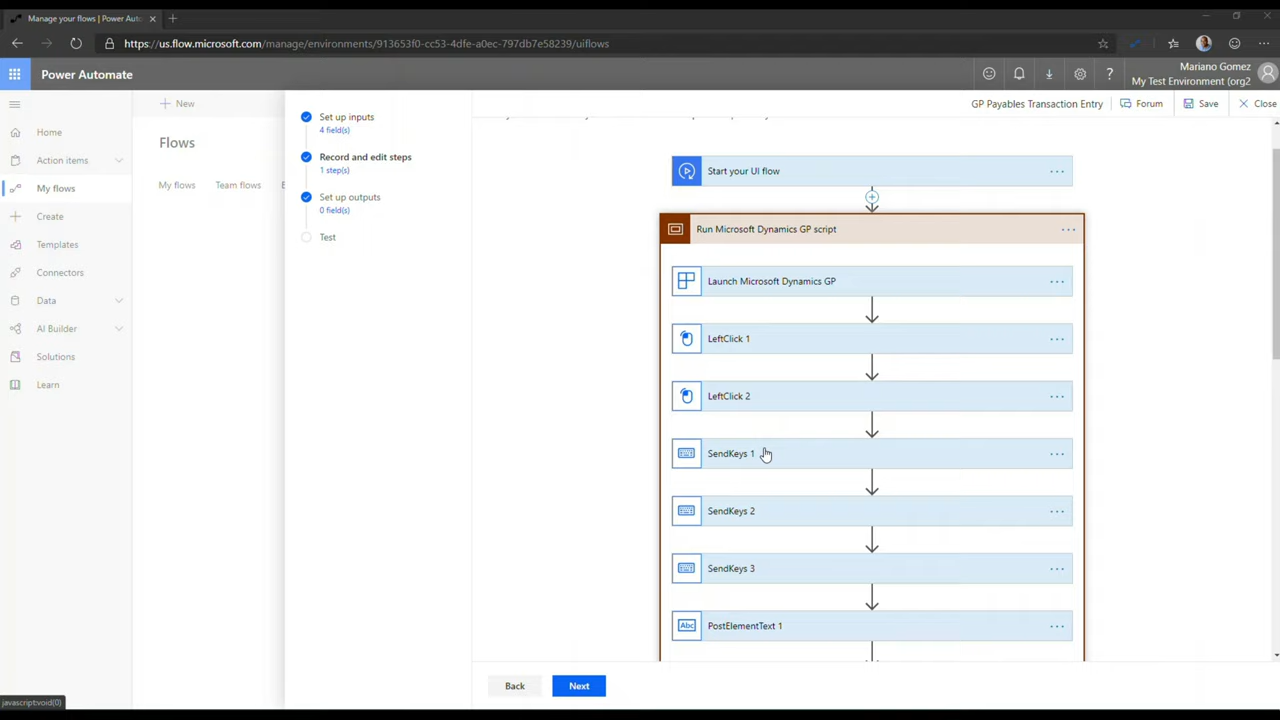 Manage your flows | Power Auto
https://us.flow.microsoft.com/manage/environments/913653f0-cc53-4dfe-a0ec-797db7e58239/uiflows
Power Automate
Mariano Gomez
My Test Environment (org2
New
GP Payables Transaction Entry
Forum
Save
Close
Home
Action items
My flows
Create
Templates
Connectors
Data
AI Builder
Solutions
Learn
Flows
My flows
Team flows
Set up inputs
4 field(s)
Record and edit steps
1 step(s)
Set up outputs
0 field(s)
Test
Start your UI flow
Run Microsoft Dynamics GP script
Launch Microsoft Dynamics GP
LeftClick 1
LeftClick 2
SendKeys 1
SendKeys 2
SendKeys 3
Abc
PostElementText 1
Back
Next
javascript:void(0)